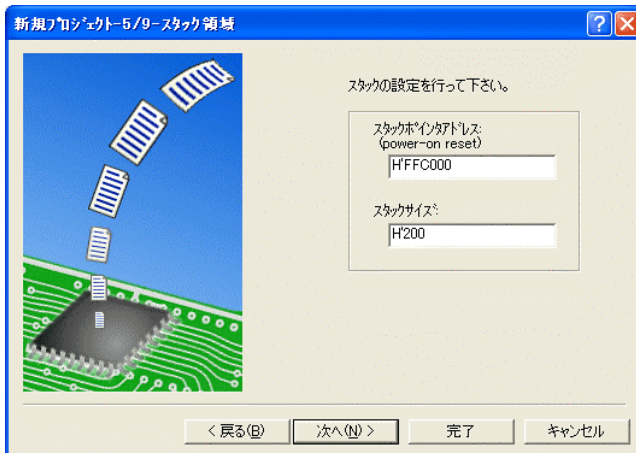 新規ﾌﾟﾛｼﾞｪｸﾄ-5/9-ｽﾀｯｸ領域
ｽﾀｯｸの設定を行って下さい。
ｽﾀｯｸﾎﾟｲﾝﾀｱﾄﾞﾚｽ:
(power-on reset)
H'FFC000
ｽﾀｯｸｻｲｽﾞ:
H'200
< 戻る(B)
次へ(N) >
完了
キャンセル